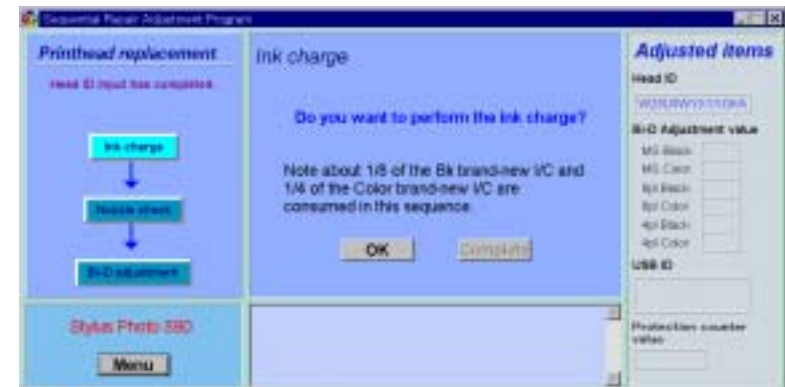 Sequential Repair Adjustment Program
Printhead replacement
Head ID input has completed.
Ink charge
Nozzle check
Bi-D adjustment
Stylus Photo 890
Menu
Ink charge
Do you want to perform the ink charge?
Note about 1/8 of the Bk brand-new I/C and
1/4 of the Color brand-new I/C are
consumed in this sequence.
OK
Complete
Adjusted items
Head ID
Bi-D Adjustment value
MS Black
MS Color
8pl Black
8pl Color
4pl Black
4pl Color
USB ID
Protection counter
value